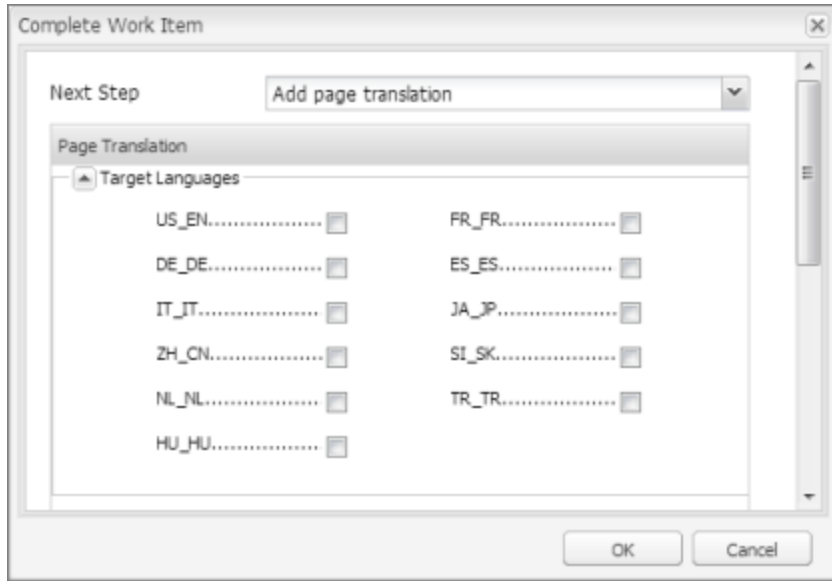 Complete Work Item
Next Step Add page translation
Page Translation
Target Languages
US_EN.................... FR_FR....................
DE_DE.................... ES_ES....................
IT_IT..................... JA_JP....................
ZH_CN.................... SI_SK.....................
NL_NL.................... TR_TR....................
HU_HU...................
OK Cancel